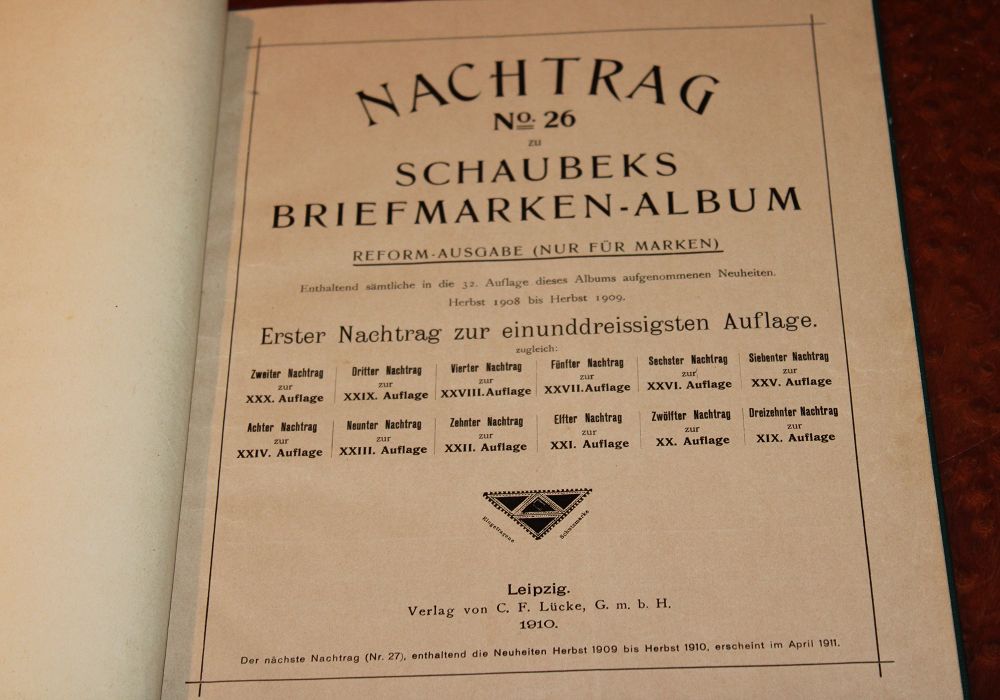 NACHTRAG
No. 26
zu
SCHAUBEKS
BRIEFMARKEN-ALBUM
REFORM-AUSGABE (NUR FÜR MARKEN)
Enthaltend sämtliche in die 32. Auflage dieses Albums aufgenommenen Neuheiten.
Herbst 1908 bis Herbst 1909.
Erster Nachtrag zur einunddreissigsten Auflage.
zugleich:
Zweiter Nachtrag zur XXX. Auflage
Dritter Nachtrag zur XXIX. Auflage
Vierter Nachtrag zur XXVIII. Auflage
Fünfter Nachtrag zur XXVII. Auflage
Sechster Nachtrag zur XXVI. Auflage
Siebenter Nachtrag zur XXV. Auflage
Achter Nachtrag zur XXIV. Auflage
Neunter Nachtrag zur XXIII. Auflage
Zehnter Nachtrag zur XXII. Auflage
Elfter Nachtrag zur XXI. Auflage
Zwölfter Nachtrag zur XX. Auflage
Dreizehnter Nachtrag zur XIX. Auflage
Eingetragene Schutzmarke
Leipzig.
Verlag von C. F. Lücke, G. m. b. H.
1910.
Der nächste Nachtrag (Nr. 27), enthaltend die Neuheiten Herbst 1909 bis Herbst 1910, erscheint im April 1911.